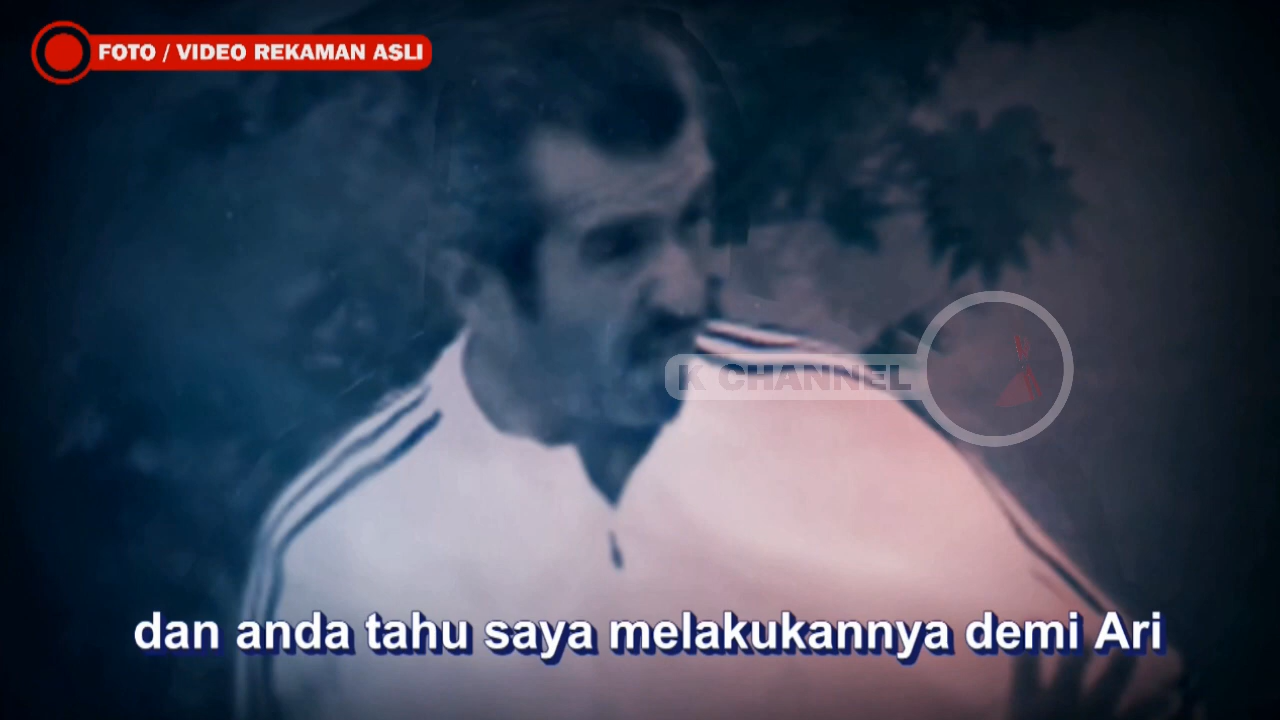 FOTO / VIDEO REKAMAN ASLI
K CHANNEL
dan anda tahu saya melakukannya demi Ari